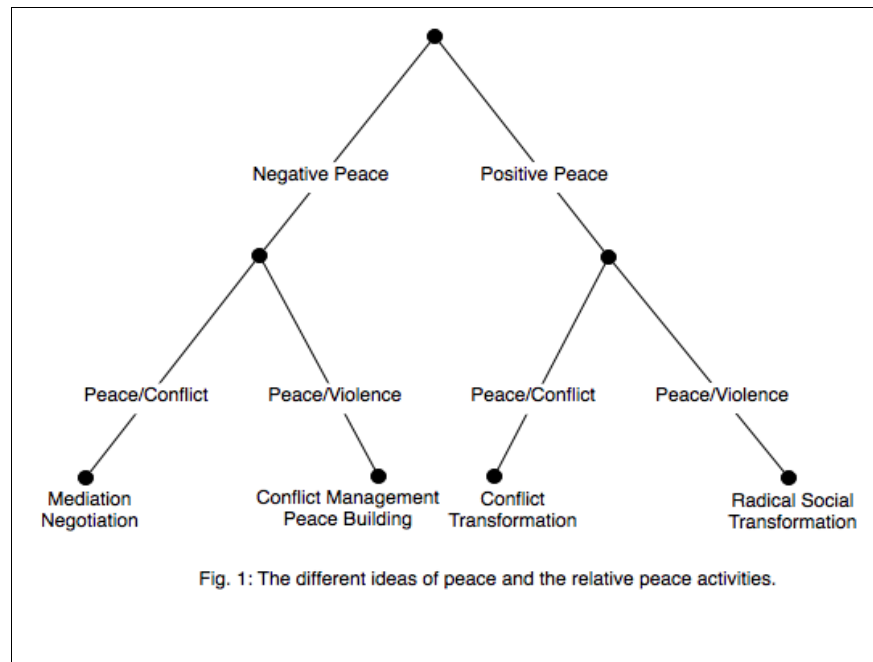 Negative Peace
Positive Peace
Peace/Conflict
Peace/Violence
Peace/Conflict
Peace/Violence
Mediation
Negotiation
Conflict Management
Peace Building
Conflict
Transformation
Radical Social
Transformation
Fig. 1: The different ideas of peace and the relative peace activities.